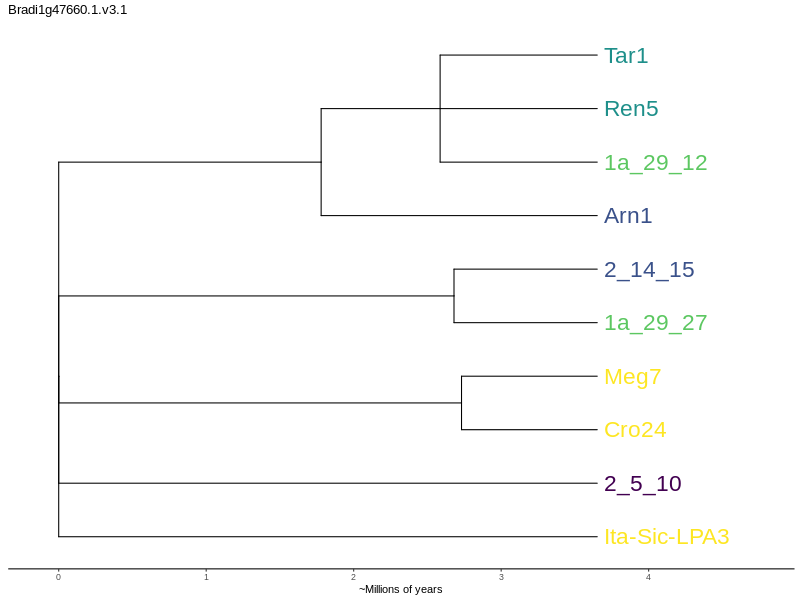 Bradi1g47660.1.v3.1
Tar1
Ren5
1a_29_12
Arn1
2_14_15
1a_29_27
Meg7
Cro24
2_5_10
Ita-Sic-LPA3
0 1 2 3 4
~Millions of years